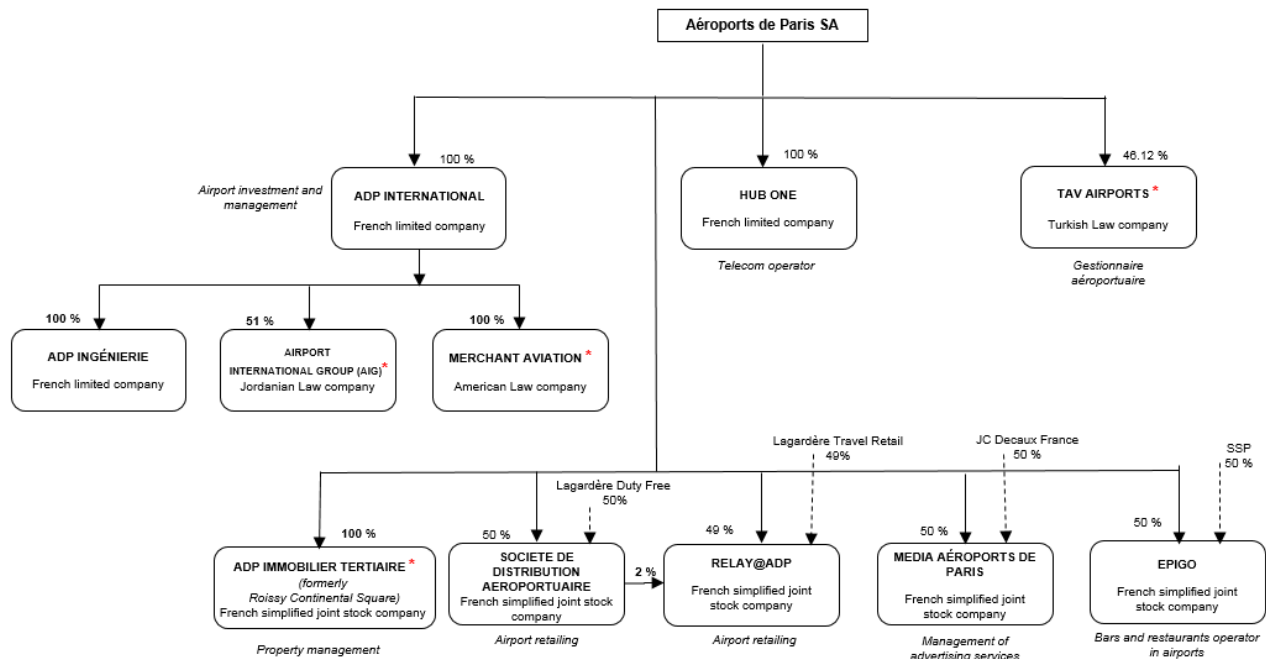 Aéroports de Paris SA
100 %
100 %
46.12 %
Airport investment and
management
ADP INTERNATIONAL
French limited company
HUB ONE
French limited company
TAV AIRPORTS *
Turkish Law company
Telecom operator
Gestionnaire
aéroportuaire
100 %
51 %
100 %
ADP INGÉNIERIE
French limited company
AIRPORT
INTERNATIONAL GROUP (AIG) *
Jordanian Law company
MERCHANT AVIATION *
American Law company
Lagardère Travel Retail
49%
JC Decaux France
50 %
SSP
50 %
Lagardère Duty Free
50%
100 %
50 %
49 %
50 %
50 %
ADP IMMOBILIER TERTIAIRE *
(formerly
Roissy Continental Square)
French simplified joint stock company
SOCIETE DE
DISTRIBUTION
AEROPORTUAIRE
French simplified joint stock
company
2 %
RELAY@ADP
French simplified joint
stock company
MEDIA AÉROPORTS DE
PARIS
French simplified joint
stock company
EPIGO
French simplified joint
stock company
Property management
Airport retailing
Airport retailing
Management of
advertising services
Bars and restaurants operator
in airports